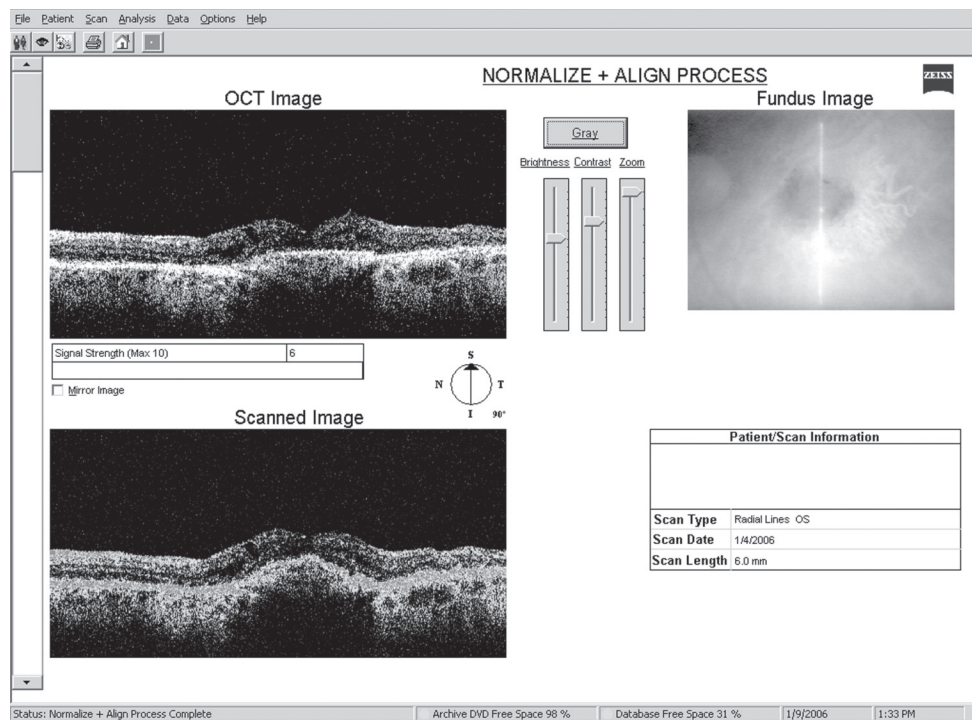 File Patient Scan Analysis Data Options Help
NORMALIZE + ALIGN PROCESS
ZEISS
OCT Image
Fundus Image
Gray
Brightness Contrast Zoom
Signal Strength (Max 10) 6
Mirror Image
S
N T
I 90°
Scanned Image
Patient/Scan Information
Scan Type Radial Lines OS
Scan Date 1/4/2006
Scan Length 6.0 mm
Status: Normalize + Align Process Complete Archive DVD Free Space 98 % Database Free Space 31 % 1/9/2006 1:33 PM